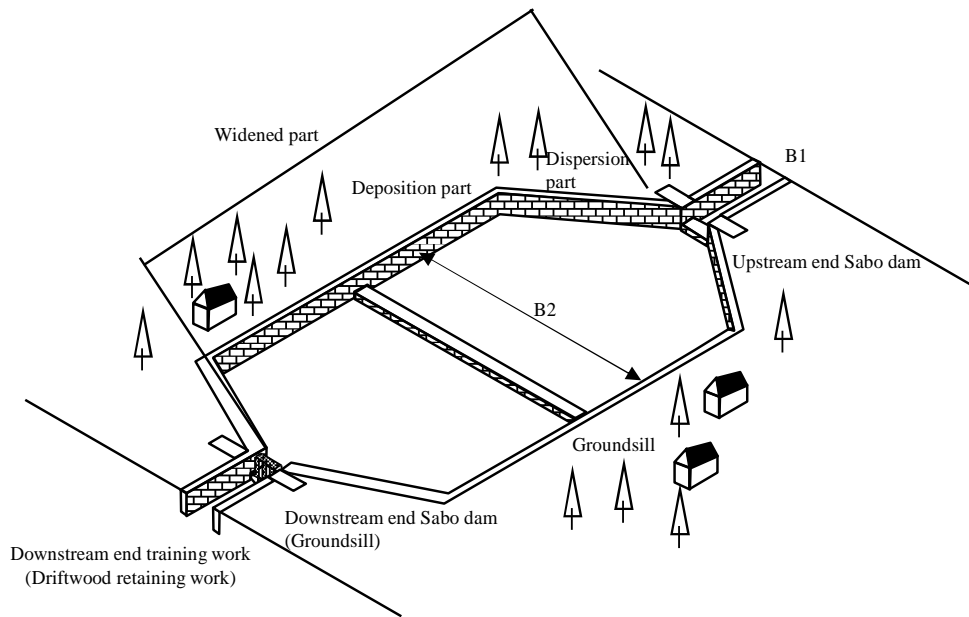 Widened part
Dispersion
part
B1
Deposition part
Upstream end Sabo dam
B2
Groundsill
Downstream end Sabo dam
(Groundsill)
Downstream end training work
(Driftwood retaining work)